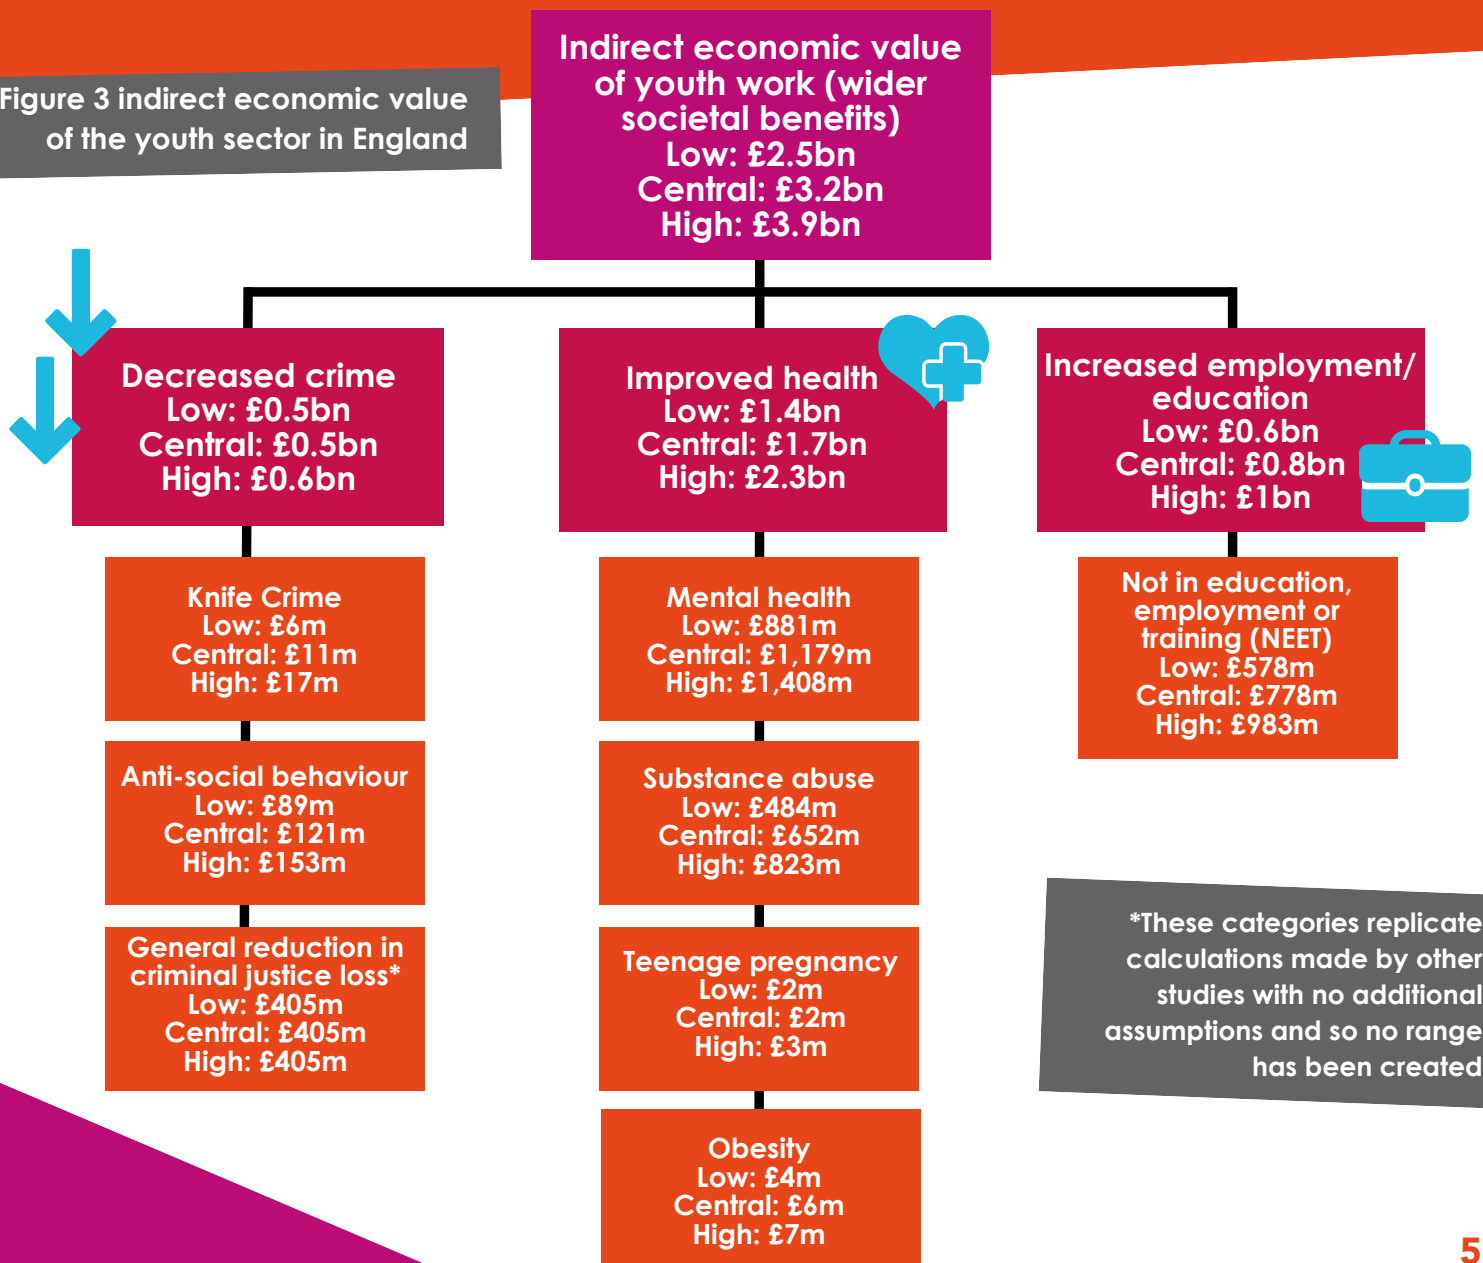 Figure 3 indirect economic value
of the youth sector in England
Indirect economic value
of youth work (wider
societal benefits)
Low: £2.5bn
Central: £3.2bn
High: £3.9bn
Decreased crime
Low: £0.5bn
Central: £0.5bn
High: £0.6bn
Improved health
Low: £1.4bn
Central: £1.7bn
High: £2.3bn
Increased employment/
education
Low: £0.6bn
Central: £0.8bn
High: £1bn
Knife Crime
Low: £6m
Central: £11m
High: £17m
Anti-social behaviour
Low: £89m
Central: £121m
High: £153m
General reduction in
criminal justice loss*
Low: £405m
Central: £405m
High: £405m
Mental health
Low: £881m
Central: £1,179m
High: £1,408m
Substance abuse
Low: £484m
Central: £652m
High: £823m
Teenage pregnancy
Low: £2m
Central: £2m
High: £3m
Obesity
Low: £4m
Central: £6m
High: £7m
Not in education,
employment or
training (NEET)
Low: £578m
Central: £778m
High: £983m
*These categories replicate
calculations made by other
studies with no additional
assumptions and so no range
has been created
5